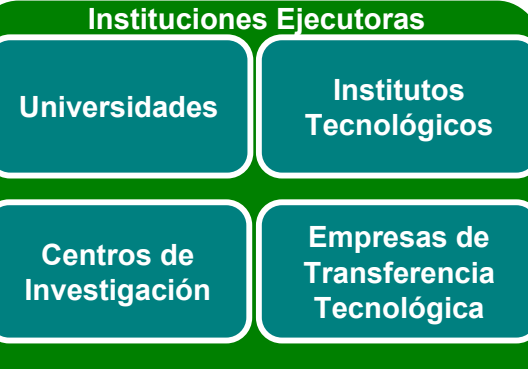 Instituciones Ejecutoras
Universidades
Institutos
Tecnológicos
Centros de
Investigación
Empresas de
Transferencia
Tecnológica